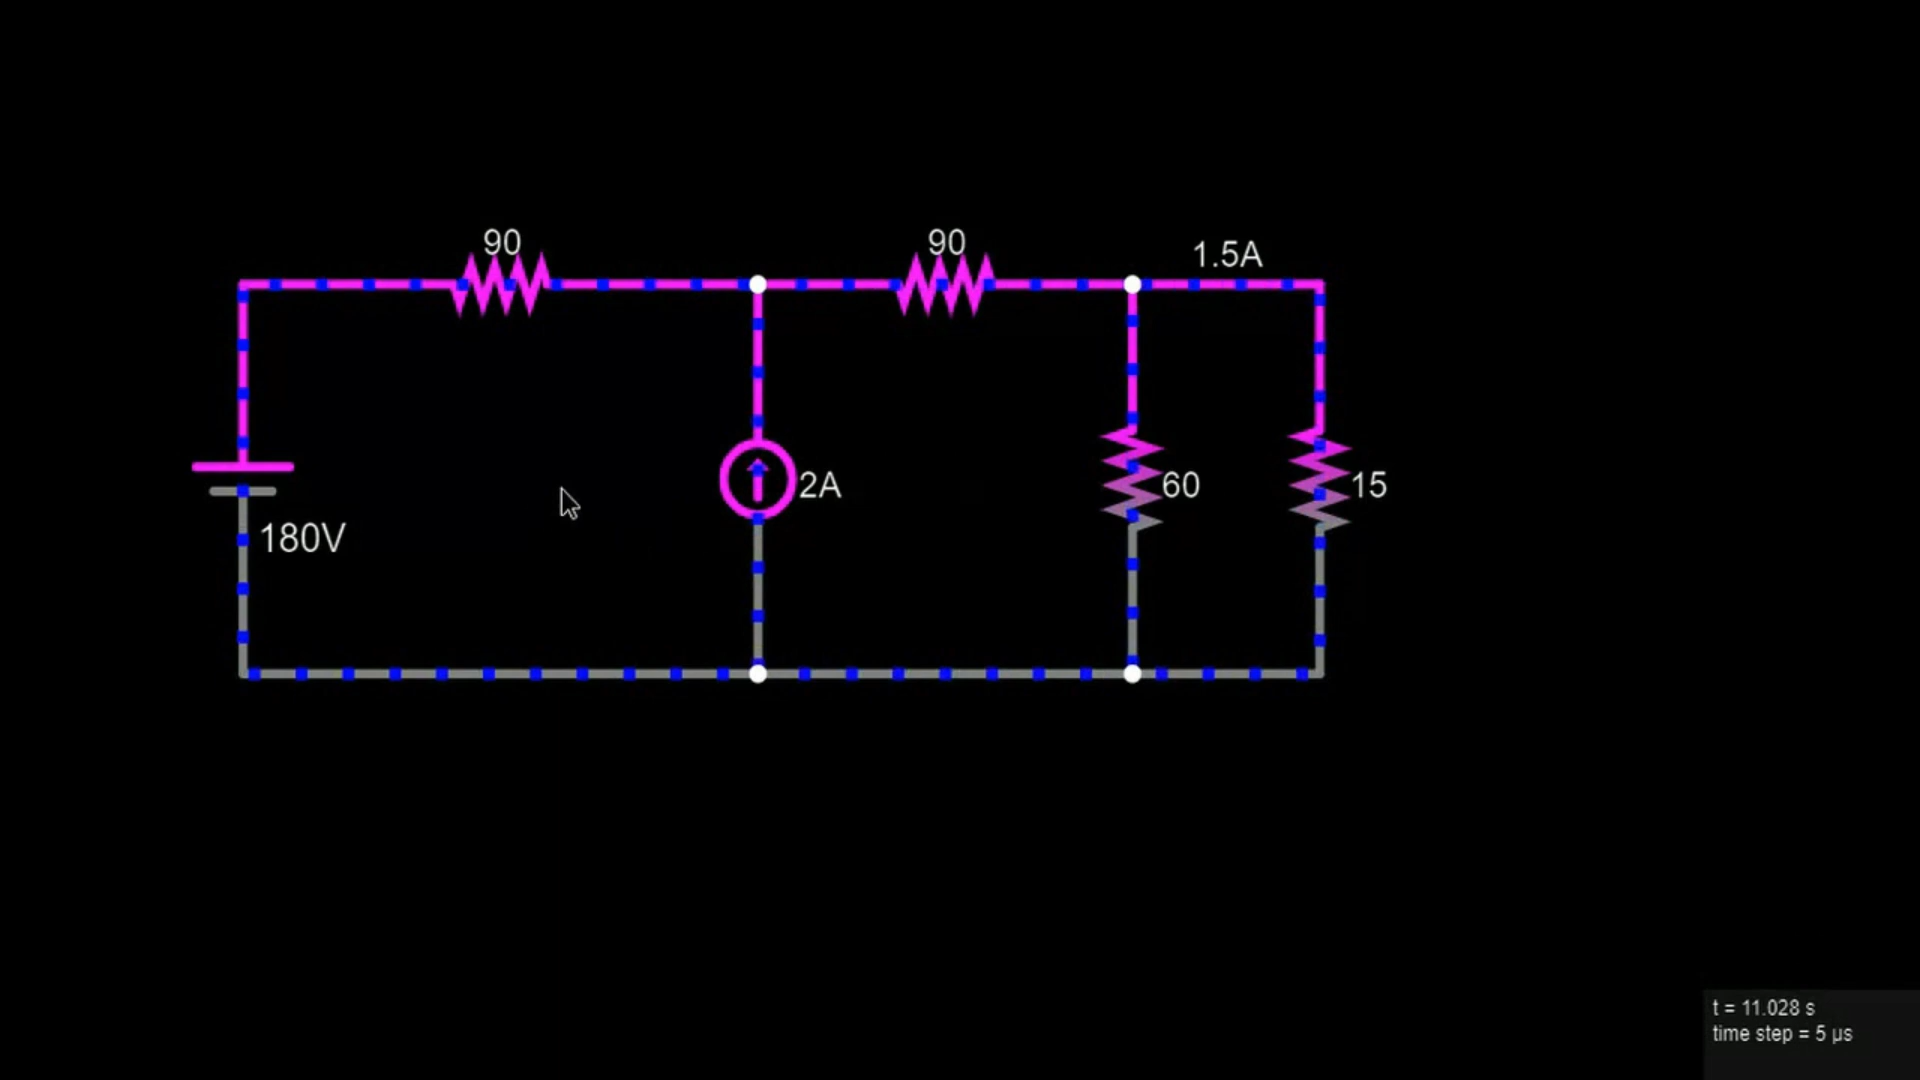 90
90
1.5A
2A
60
15
180V
t = 11.028 s
time step = 5 µs